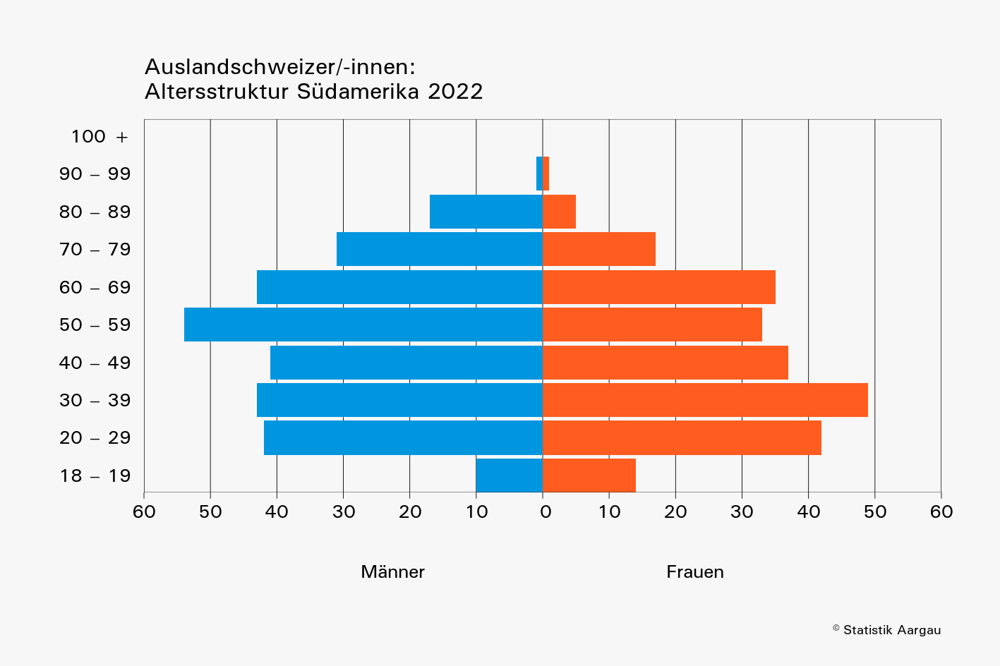 Auslandschweizer/-innen:
Altersstruktur Südamerika 2022
100 +
90 – 99
80 – 89
70 – 79
60 – 69
50 – 59
40 – 49
30 – 39
20 – 29
18 – 19
60 50 40 30 20 10 0 10 20 30 40 50 60
Männer Frauen
© Statistik Aargau